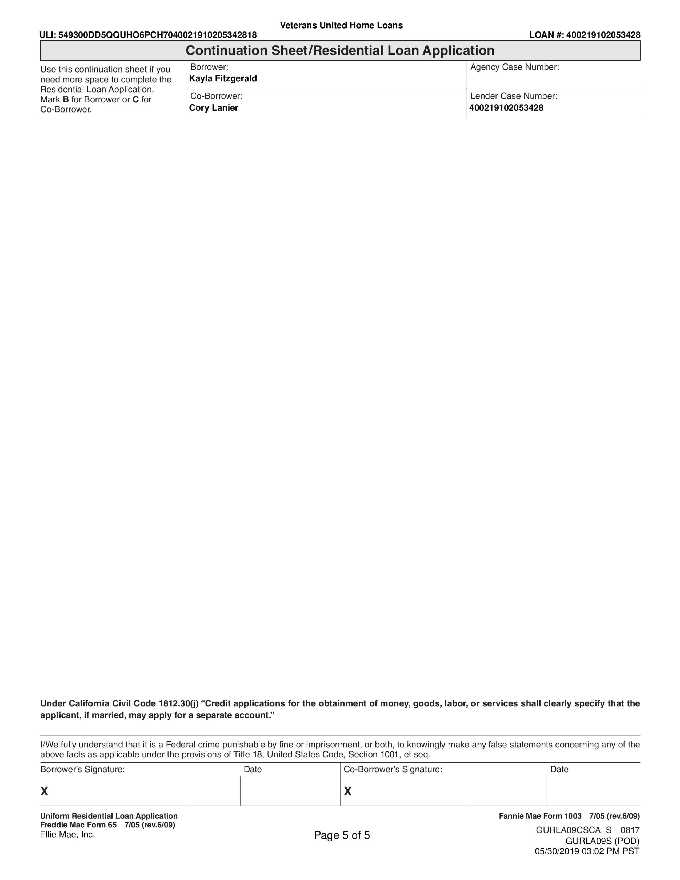 Veterans United Home Loans
ULI: 549300DD5QQUHO6PCH7040021910205342818 LOAN #: 400219102053428
Continuation Sheet/Residential Loan Application
Use this continuation sheet if you
need more space to complete the
Residential Loan Application.
Mark B for Borrower or C for
Co-Borrower.
Borrower:
Kayla Fitzgerald
Agency Case Number:
Co-Borrower:
Cory Lanier
Lender Case Number:
400219102053428
Under California Civil Code 1812.30(j) "Credit applications for the obtainment of money, goods, labor, or services shall clearly specify that the
applicant, if married, may apply for a separate account."
I/We fully understand that it is a Federal crime punishable by fine or imprisonment, or both, to knowingly make any false statements concerning any of the
above facts as applicable under the provisions of Title 18, United States Code, Section 1001, et seq.
Borrower's Signature: Date Co-Borrower's Signature: Date
X X
Uniform Residential Loan Application
Freddie Mac Form 65 7/05 (rev.6/09)
Ellie Mae, Inc.
Page 5 of 5
Fannie Mae Form 1003 7/05 (rev.6/09)
GURLA09CSCA_S 0817
GURLA09S (POD)
05/30/2019 03:02 PM PST